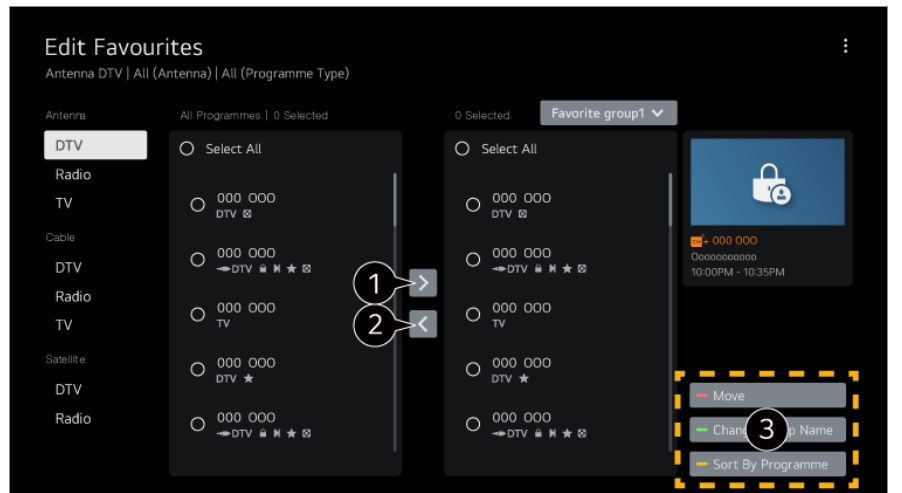 Edit Favourites
Antenna DTV | All (Antenna) | All (Programme Type)
Antenna
DTV
Radio
TV
Cable
DTV
Radio
TV
Satellite
DTV
Radio
All Programmes | 0 Selected
Select All
000 000
DTV
000 000
DTV
000 000
TV
000 000
DTV ★
000 000
DTV ★
1
>
2
<
0 Selected
Favorite group1
Select All
000 000
DTV
000 000
DTV ★
000 000
TV
000 000
DTV ★
000 000
DTV ★
CH+ 000 000
Oooooooooo
10:00PM - 10:35PM
Move
3
Name
Sort By Programme